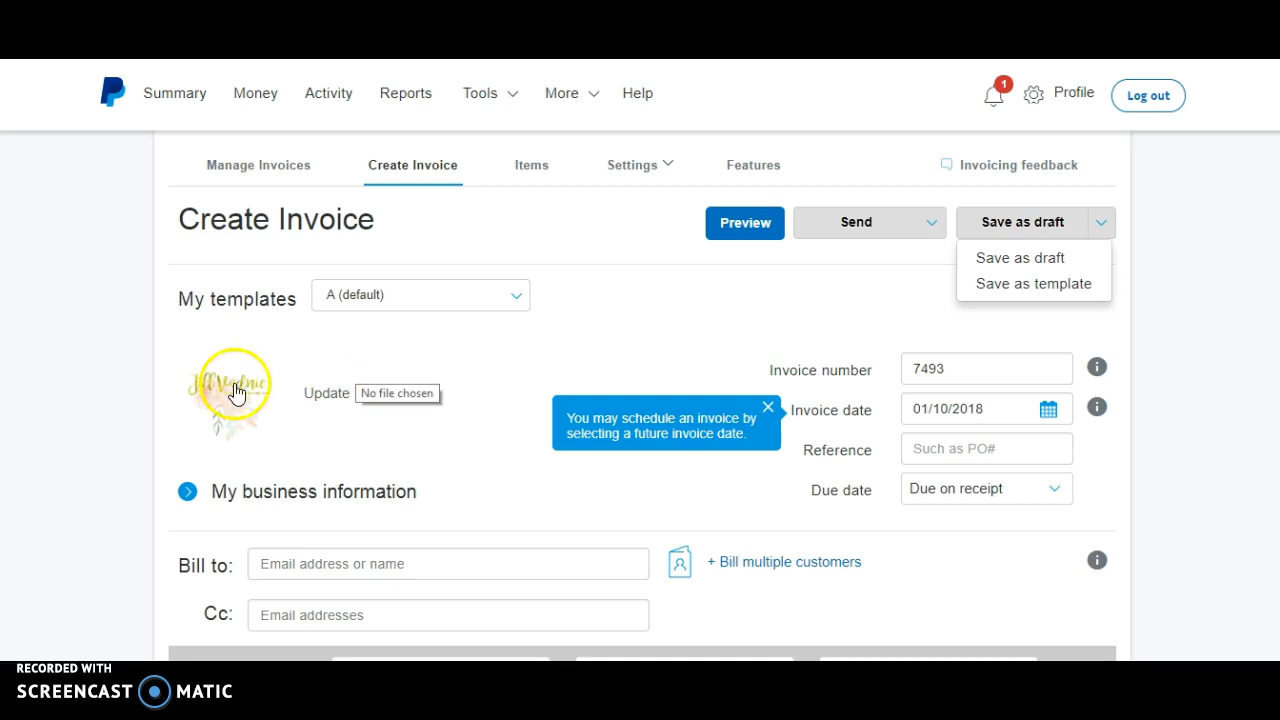 Summary Money Activity Reports Tools More Help 1 Profile Log out
Manage Invoices Create Invoice Items Settings Features Invoicing feedback
Create Invoice Preview Send Save as draft
Save as draft
Save as template
My templates A (default)
Invoice number 7493
Update No file chosen
You may schedule an invoice by
selecting a future invoice date.
Invoice date 01/10/2018
Reference Such as PO#
My business information Due date Due on receipt
Bill to: Email address or name + Bill multiple customers
Cc: Email addresses
RECORDED WITH
SCREENCAST MATIC